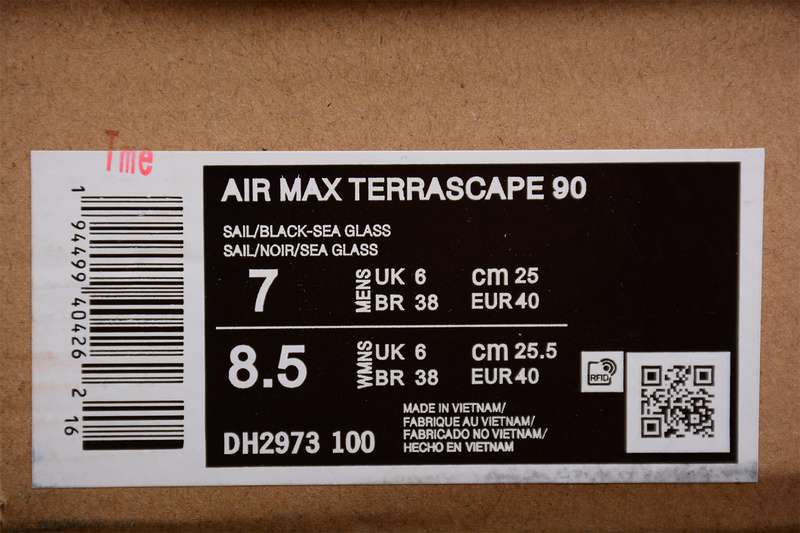 Tme
1 94499 40426 2 16
AIR MAX TERRASCAPE 90
SAIL/BLACK-SEA GLASS
SAIL/NOIR/SEA GLASS
7 MENS UK 6 cm 25
BR 38 EUR 40
8.5 WMNS UK 6 cm 25.5
BR 38 EUR 40
RFID
DH2973 100
MADE IN VIETNAM/
FABRIQUE AU VIETNAM/
FABRICADO NO VIETNAM/
HECHO EN VIETNAM